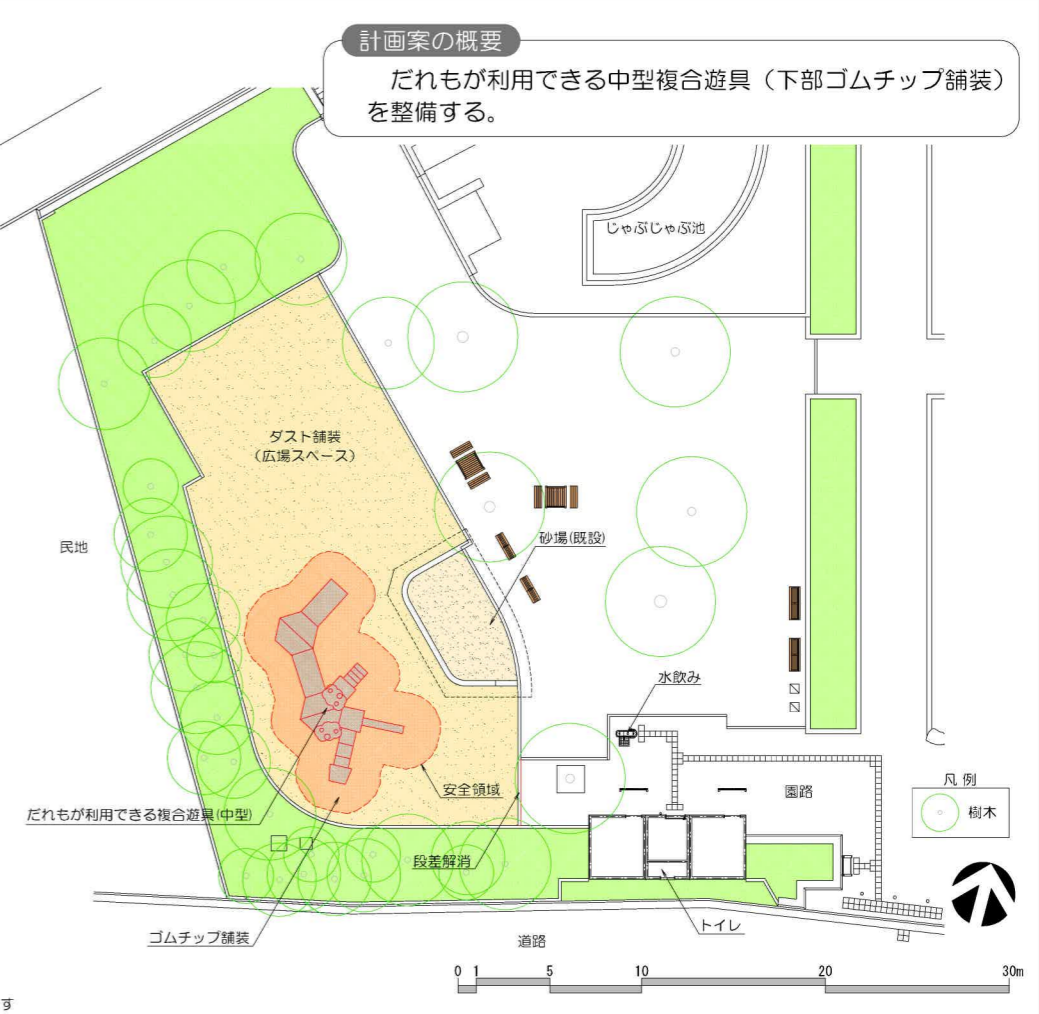 計画案の概要
だれもが利用できる中型複合遊具（下部ゴムチップ舗装）
を整備する。
じゃぶじゃぶ池
ダスト舗装
（広場スペース）
民地
砂場(既設)
水飲み
安全領域
園路
凡 例
樹木
だれもが利用できる複合遊具(中型)
段差解消
ゴムチップ舗装
トイレ
道路
0 1 5 10 20 30m
す